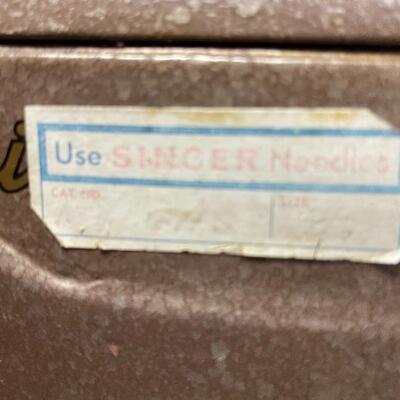 Use SINGER Needles
CAT. NO. SIZE